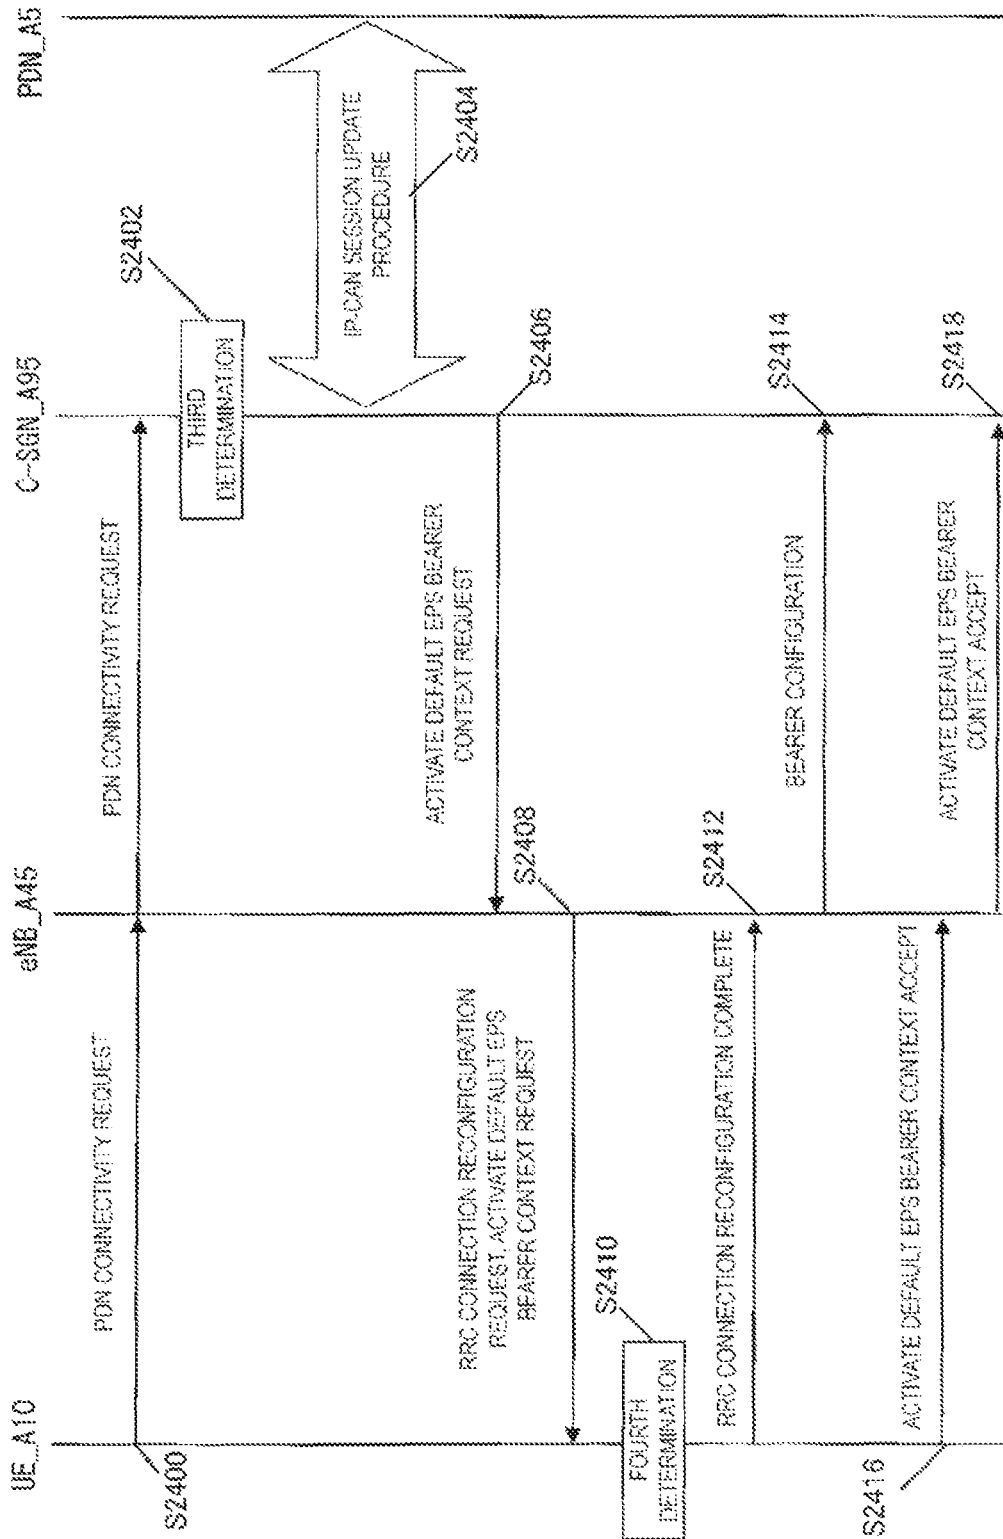 UE_A10
eNB_A45
C-SGN_A95
PDN_A5
PDN CONNECTIVITY REQUEST
S2400
PDN CONNECTIVITY REQUEST
THIRD
DETERMINATION
S2402
IP-CAN SESSION UPDATE
PROCEDURE
S2404
ACTIVATE DEFAULT EPS BEARER
CONTEXT REQUEST
S2406
RRC CONNECTION RECONFIGURATION
REQUEST, ACTIVATE DEFAULT EPS
BEARER CONTEXT REQUEST
S2408
FOURTH
DETERMINATION
S2410
RRC CONNECTION RECONFIGURATION COMPLETE
S2412
BEARER CONFIGURATION
S2414
ACTIVATE DEFAULT EPS BEARER CONTEXT ACCEPT
S2416
ACTIVATE DEFAULT EPS BEARER
CONTEXT ACCEPT
S2418